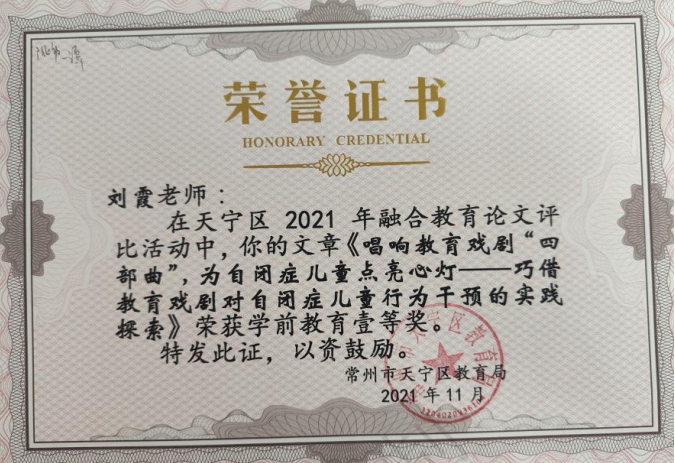 荣誉证书
HONORARY CREDENTIAL
刘霞老师：
在天宁区 2021 年融合教育论文评
比活动中，你的文章《唱响教育戏剧“四
部曲”，为自闭症儿童点亮心灯——巧借
教育戏剧对自闭症儿童行为干预的实践
探索》荣获学前教育壹等奖。
特发此证，以资鼓励。
常州市天宁区教育局
2021 年 11 月